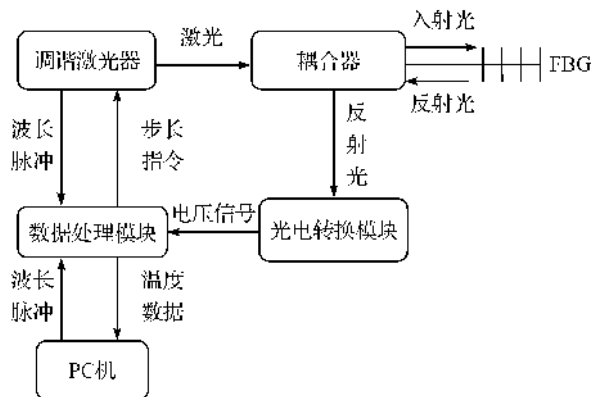 入射光
激光
调谐激光器
耦合器
FBG
反射光
波长
脉冲
步长
指令
反
射
光
电压信号
数据处理模块
光电转换模块
波长
脉冲
温度
数据
PC机